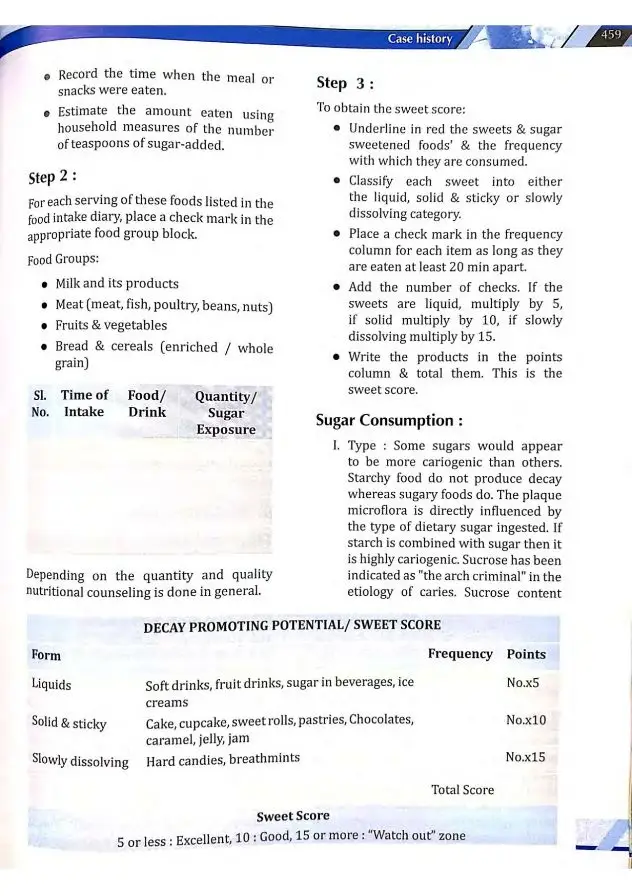 Case history
459
● Record the time when the meal or
snacks were eaten.
● Estimate the amount eaten using
household measures of the number
of teaspoons of sugar-added.
Step 2 :
For each serving of these foods listed in the
food intake diary, place a check mark in the
appropriate food group block.
Food Groups:
● Milk and its products
● Meat (meat, fish, poultry, beans, nuts)
● Fruits & vegetables
● Bread & cereals (enriched / whole
grain)
Sl. Time of Food/ Quantity/
No. Intake Drink Sugar
Exposure
Depending on the quantity and quality
nutritional counseling is done in general.
Step 3 :
To obtain the sweet score:
● Underline in red the sweets & sugar
sweetened foods' & the frequency
with which they are consumed.
● Classify each sweet into either
the liquid, solid & sticky or slowly
dissolving category.
● Place a check mark in the frequency
column for each item as long as they
are eaten at least 20 min apart.
● Add the number of checks. If the
sweets are liquid, multiply by 5,
if solid multiply by 10, if slowly
dissolving multiply by 15.
● Write the products in the points
column & total them. This is the
sweet score.
Sugar Consumption :
I. Type : Some sugars would appear
to be more cariogenic than others.
Starchy food do not produce decay
whereas sugary foods do. The plaque
microflora is directly influenced by
the type of dietary sugar ingested. If
starch is combined with sugar then it
is highly cariogenic. Sucrose has been
indicated as "the arch criminal" in the
etiology of caries. Sucrose content
DECAY PROMOTING POTENTIAL/ SWEET SCORE
Form Frequency Points
Liquids Soft drinks, fruit drinks, sugar in beverages, ice No.x5
creams
Solid & sticky Cake, cupcake, sweet rolls, pastries, Chocolates, No.x10
caramel, jelly, jam
Slowly dissolving Hard candies, breathmints No.x15
Total Score
Sweet Score
5 or less : Excellent, 10 : Good, 15 or more : “Watch out” zone